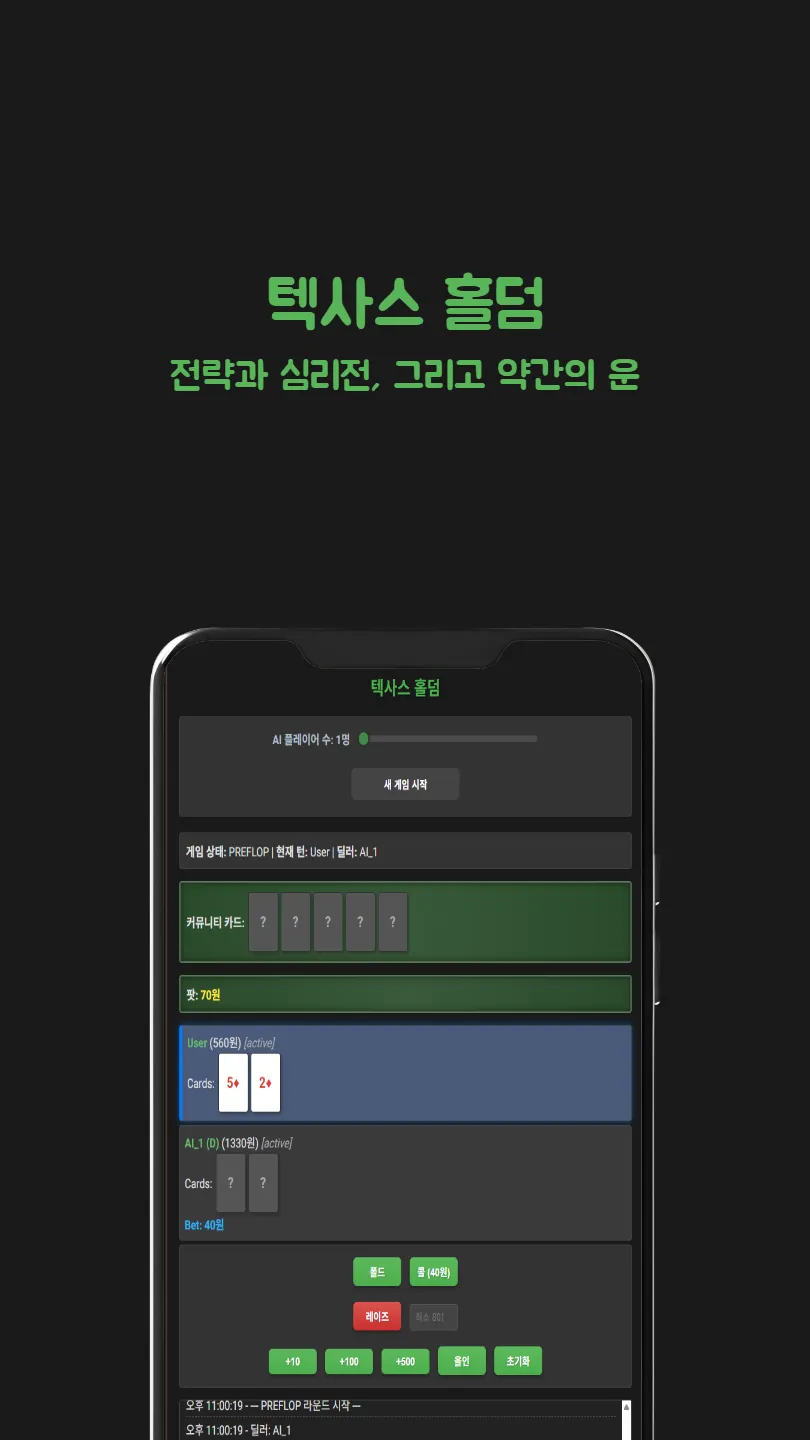 텍사스 홀덤
전략과 심리전, 그리고 약간의 운
텍사스 홀덤
AI 플레이어 수: 1명
새 게임 시작
게임 상태: PREFLOP | 현재 턴: User | 딜러: AI_1
커뮤니티 카드: ? ? ? ? ?
팟: 70원
User (560원) [active]
Cards: 5♦ 2♦
AI_1 (D) (1330원) [active]
Cards: ? ?
Bet: 40원
폴드 콜 (40원)
레이즈 최소 80
+10 +100 +500 올인 초기화
오후 11:00:19 - --- PREFLOP 라운드 시작 ---
오후 11:00:19 - 딜러: AI_1